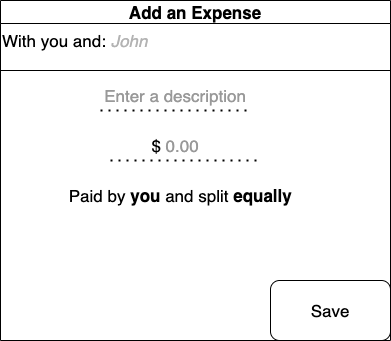 Add an Expense
With you and: John
Enter a description
$ 0.00
Paid by you and split equally
Save